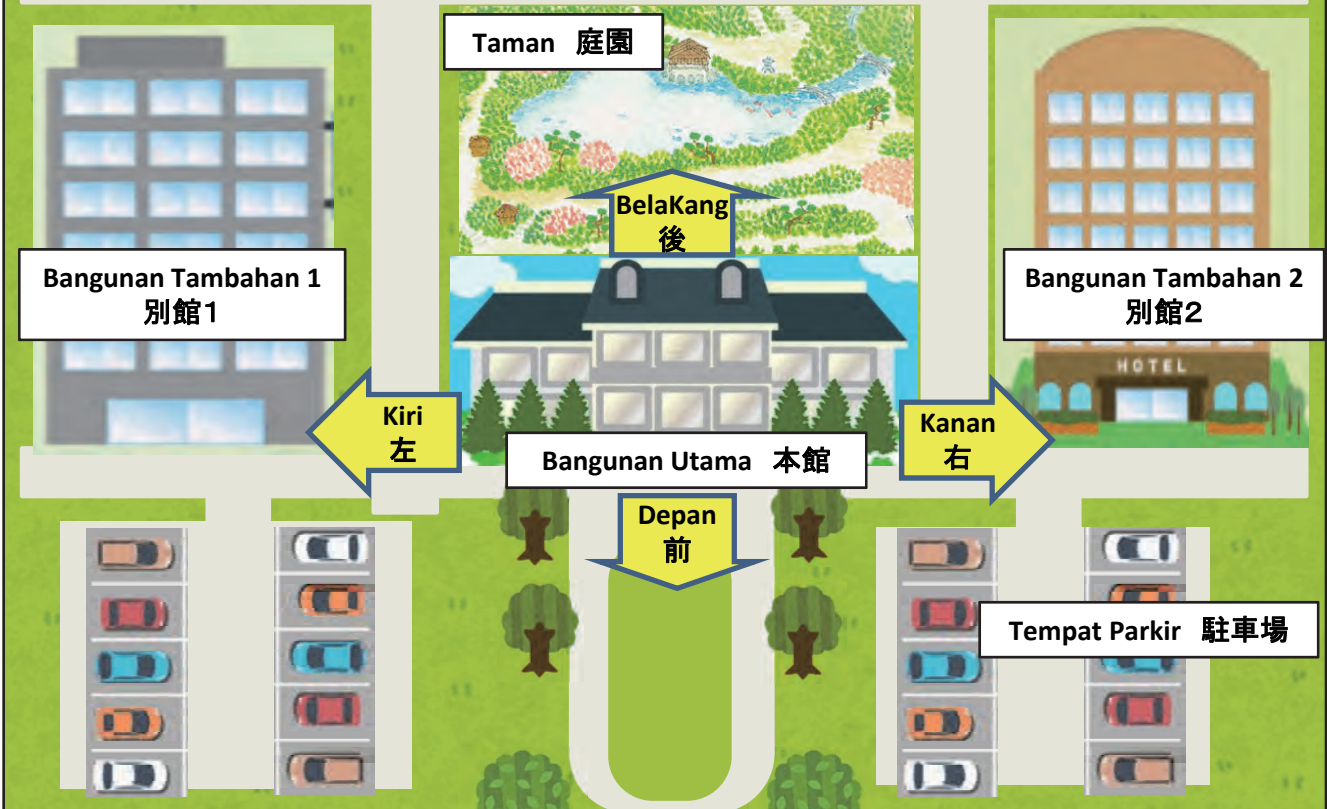 Taman 庭園
BelaKang
後
Bangunan Tambahan 1
別館1
Bangunan Tambahan 2
別館2
HOTEL
Kiri
左
Kanan
右
Bangunan Utama 本館
Depan
前
Tempat Parkir 駐車場